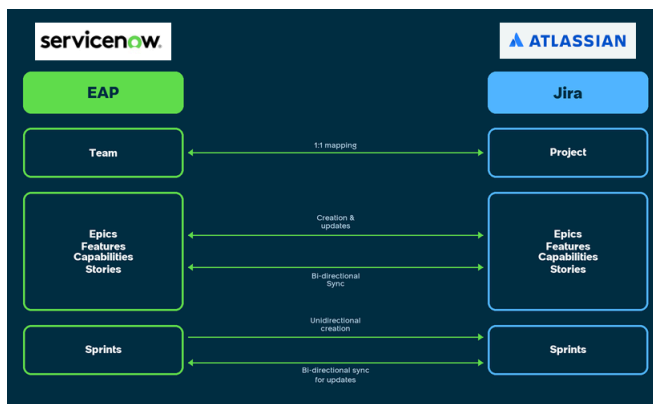 servicenow.
ATLASSIAN
EAP
Jira
Team
1:1 mapping
Project
Epics
Features
Capabilities
Stories
Creation &
updates
Bi-directional
Sync
Epics
Features
Capabilities
Stories
Sprints
Unidirectional
creation
Bi-directional sync
for updates
Sprints